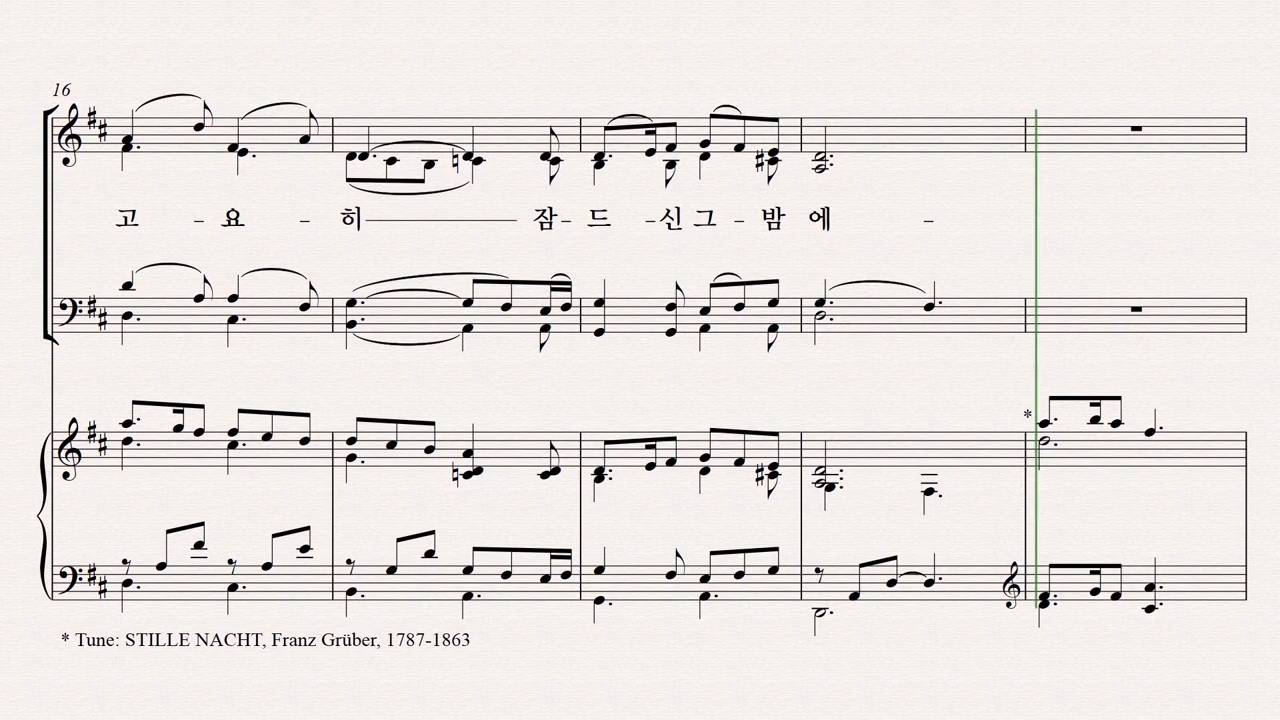 16
고 - 요 - 히 잠 - 드 - 신 그 - 밤 에 -
*
* Tune: STILLE NACHT, Franz Grüber, 1787-1863